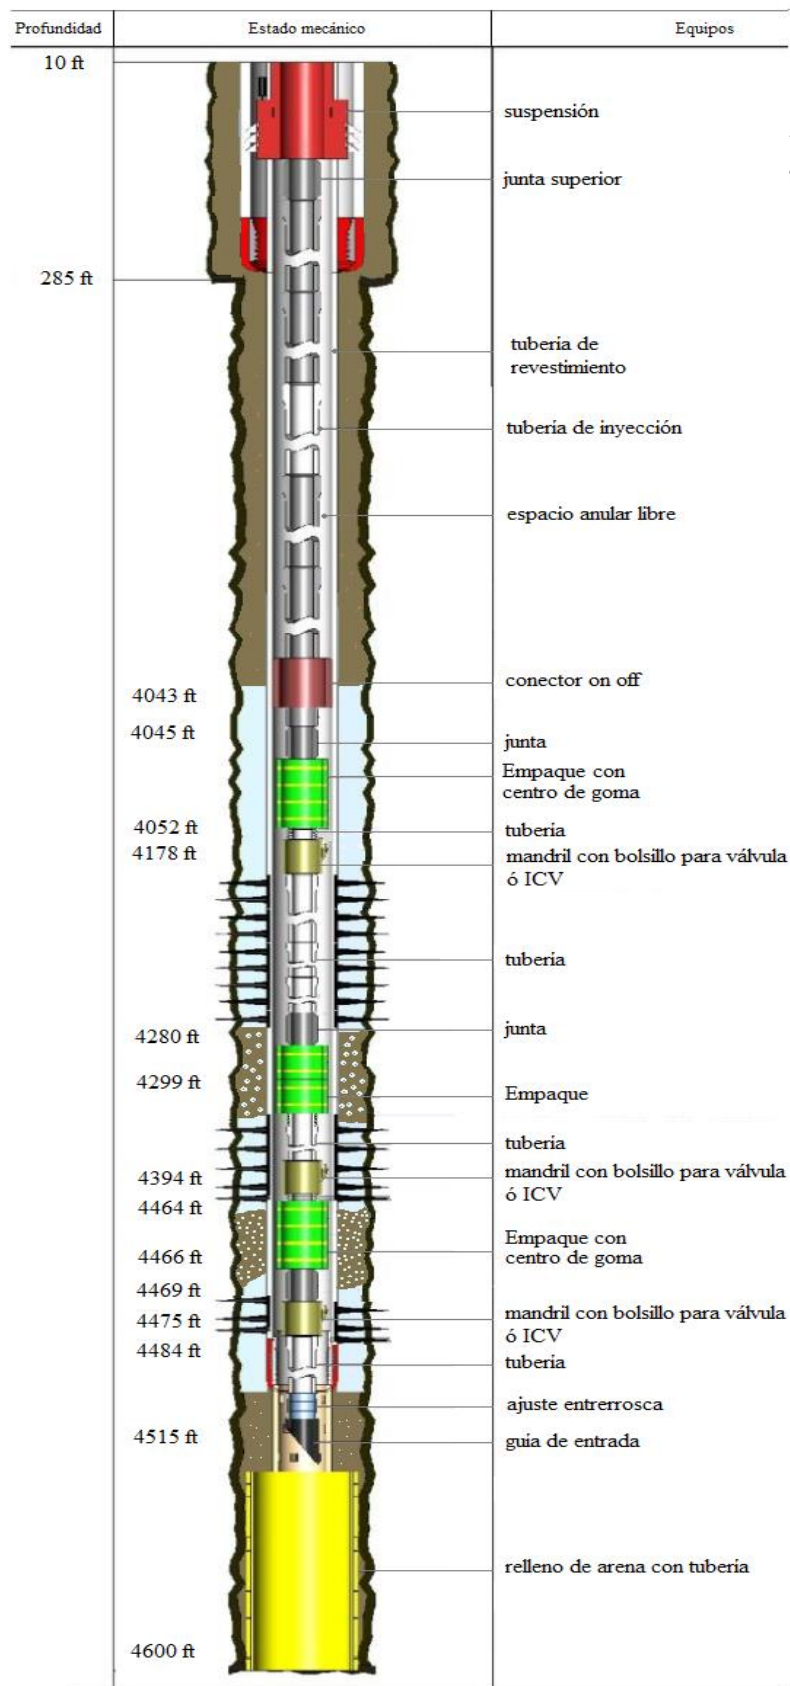 Profundidad Estado mecánico Equipos
10 ft
suspensión
junta superior
285 ft
tubería de
revestimiento
tubería de inyección
espacio anular libre
conector on off
4043 ft
4045 ft
junta
Empaque con
centro de goma
4052 ft
tubería
4178 ft
mandril con bolsillo para válvula
ó ICV
tubería
junta
4280 ft
4299 ft
Empaque
tubería
4394 ft
mandril con bolsillo para válvula
ó ICV
4464 ft
Empaque con
centro de goma
4466 ft
4469 ft
mandril con bolsillo para válvula
ó ICV
4475 ft
4484 ft
tubería
ajuste entrerrosca
4515 ft
guía de entrada
relleno de arena con tubería
4600 ft